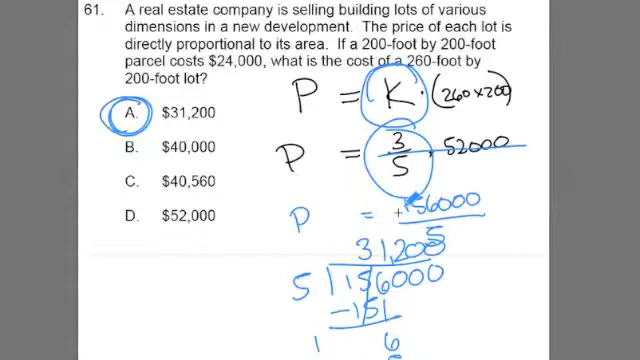 61. A real estate company is selling building lots of various
dimensions in a new development. The price of each lot is
directly proportional to its area. If a 200-foot by 200-foot
parcel costs $24,000, what is the cost of a 260-foot by
200-foot lot?
P = K · (260×200)
A. $31,200
B. $40,000
P = 3/5 · 52000
C. $40,560
D. $52,000
P = 156000/5
31,200
5 156000
1 6